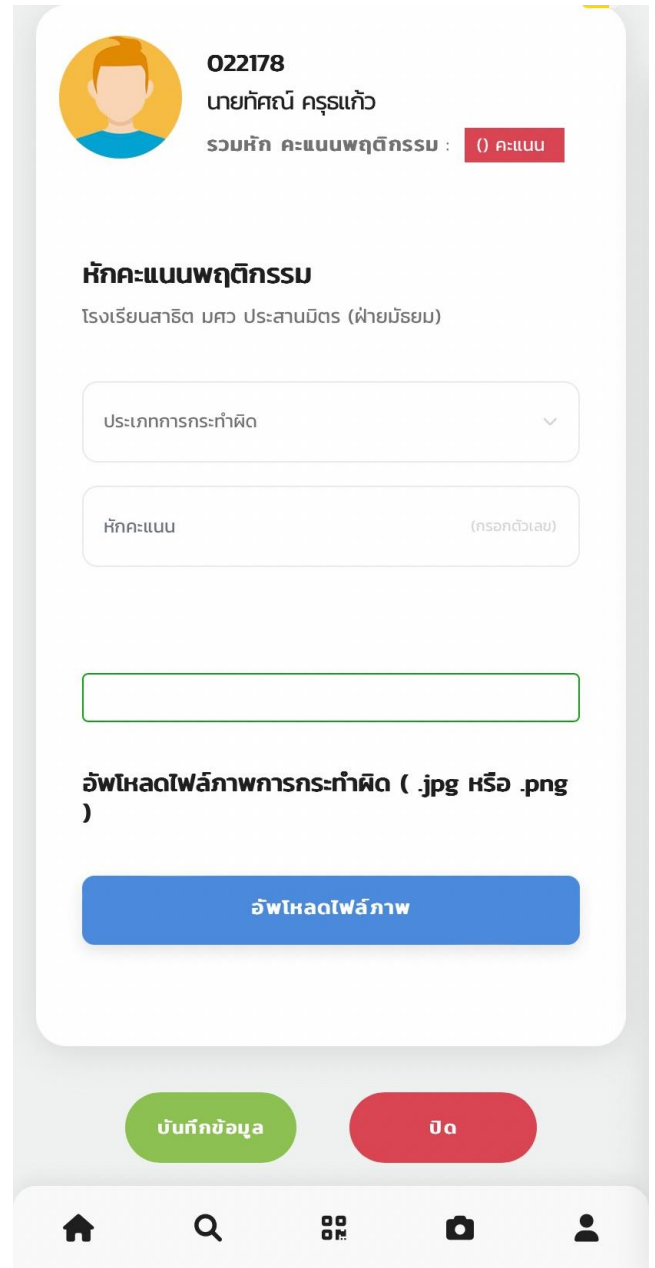 022178
นายทัศณ์ ครุธแก้ว
รวมหัก คะแนนพฤติกรรม : () คะแนน
หักคะแนนพฤติกรรม
โรงเรียนสาธิต มศว ประสานมิตร (ฝ่ายมัธยม)
ประเภทการกระทำผิด
หักคะแนน (กรอกตัวเลข)
อัพโหลดไฟล์ภาพการกระทำผิด ( .jpg หรือ .png
)
อัพโหลดไฟล์ภาพ
บันทึกข้อมูล ปิด